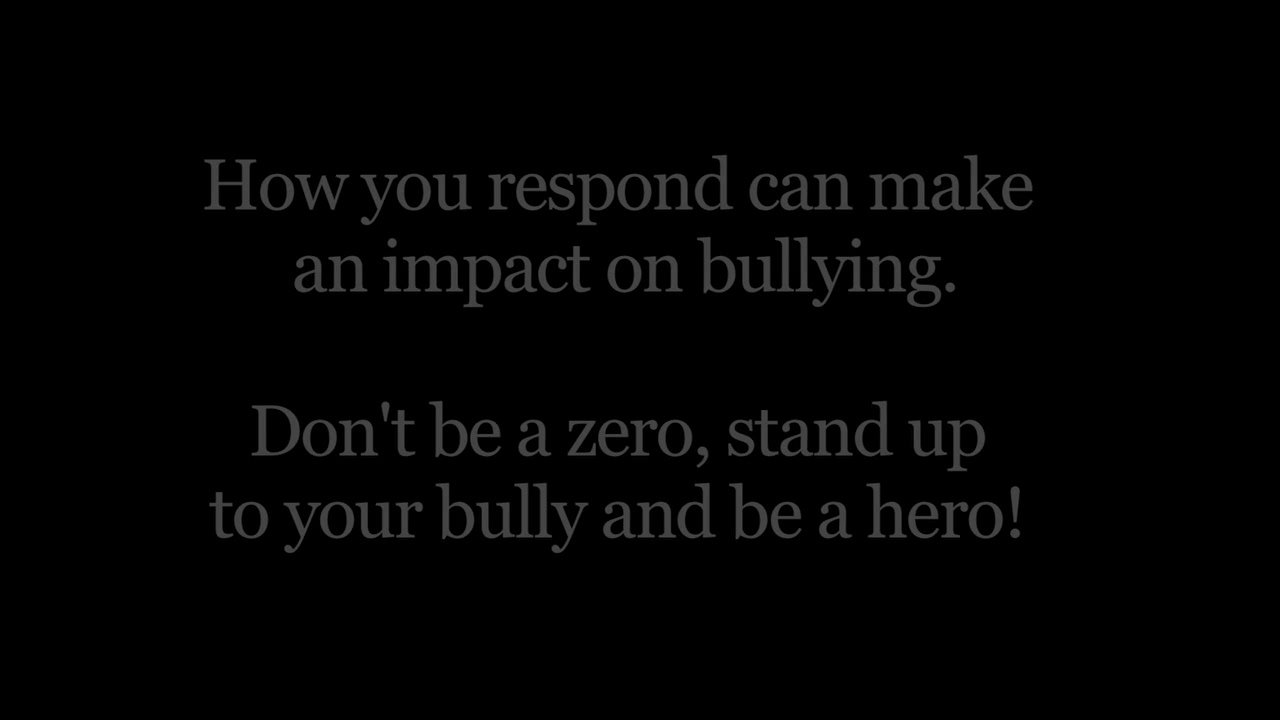 How you respond can make
an impact on bullying.
Don't be a zero, stand up
to your bully and be a hero!